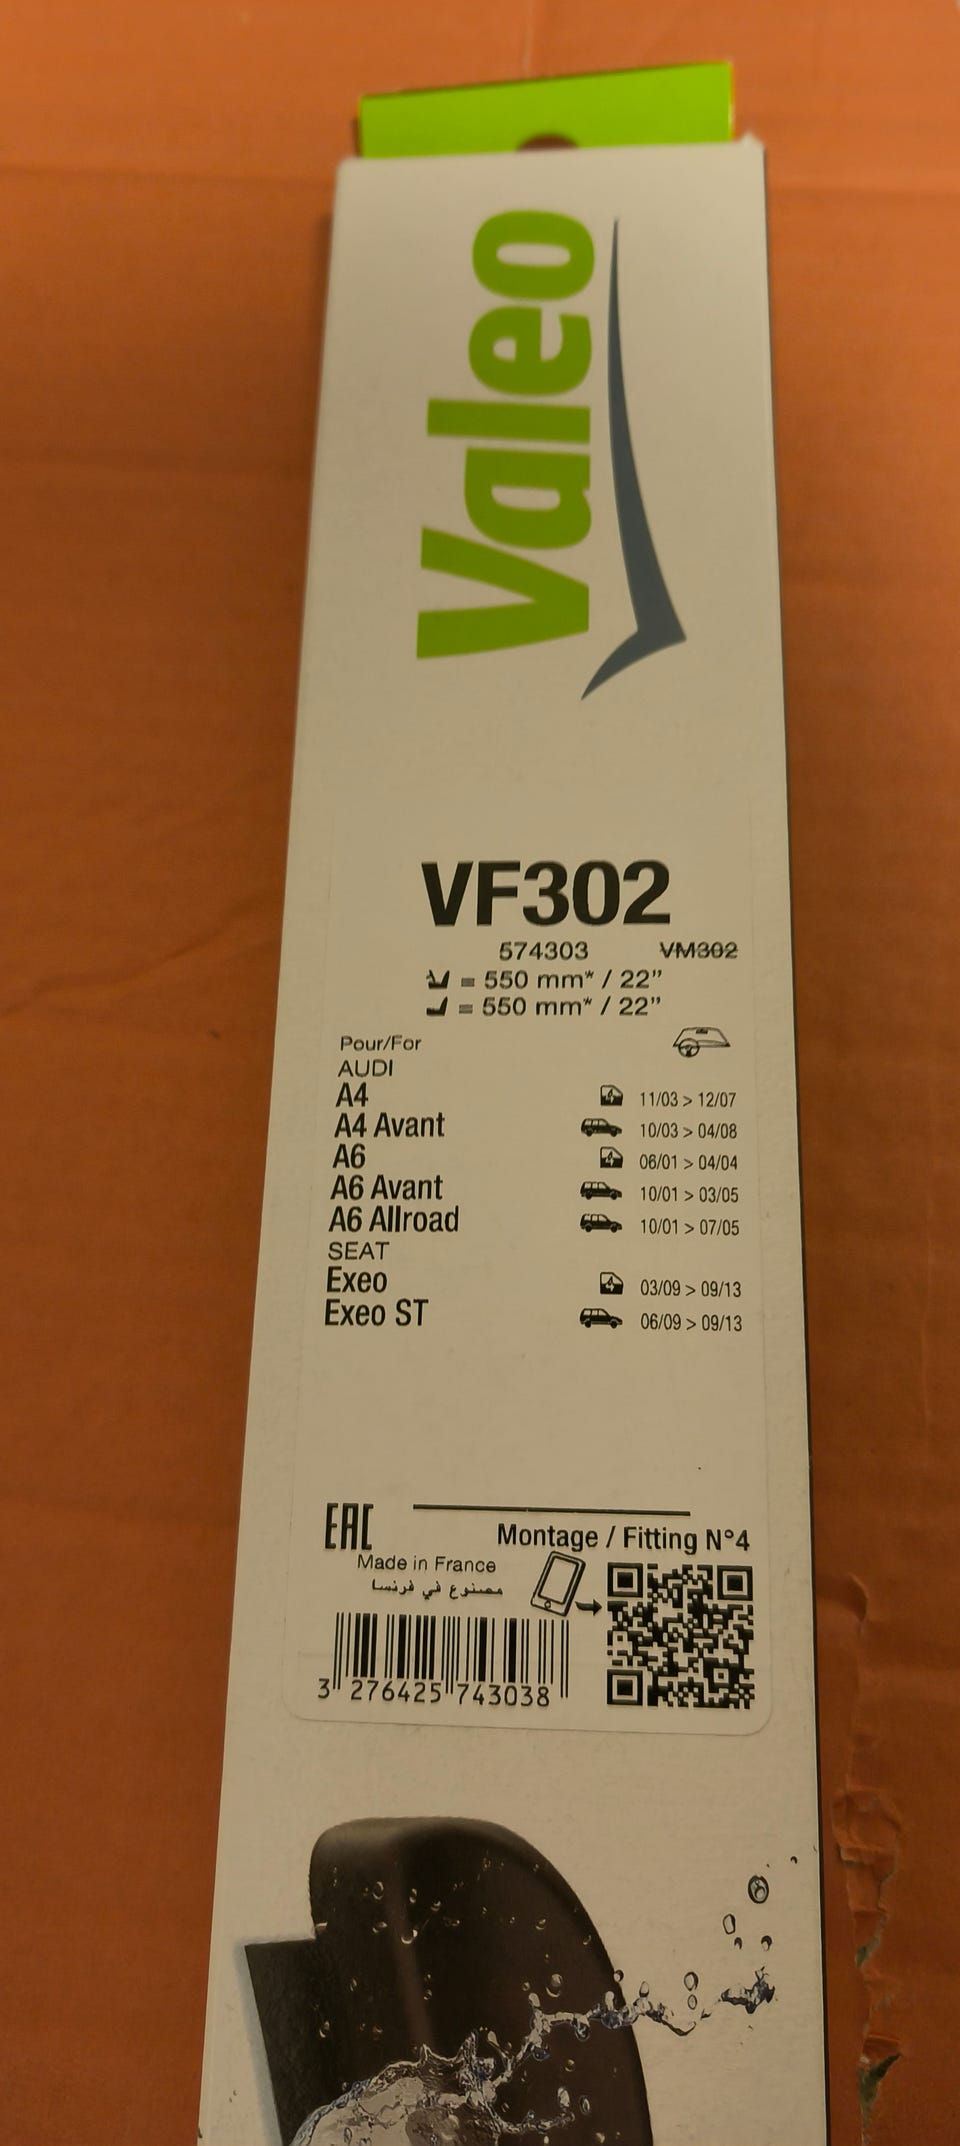 Valeo
VF302
574303 VM302
= 550 mm* / 22”
= 550 mm* / 22”
Pour/For
AUDI
A4 11/03 > 12/07
A4 Avant 10/03 > 04/08
A6 06/01 > 04/04
A6 Avant 10/01 > 03/05
A6 Allroad 10/01 > 07/05
SEAT
Exeo 03/09 > 09/13
Exeo ST 06/09 > 09/13
EAC
Montage / Fitting N°4
Made in France
مصنوع في فرنسا
3 276425 743038